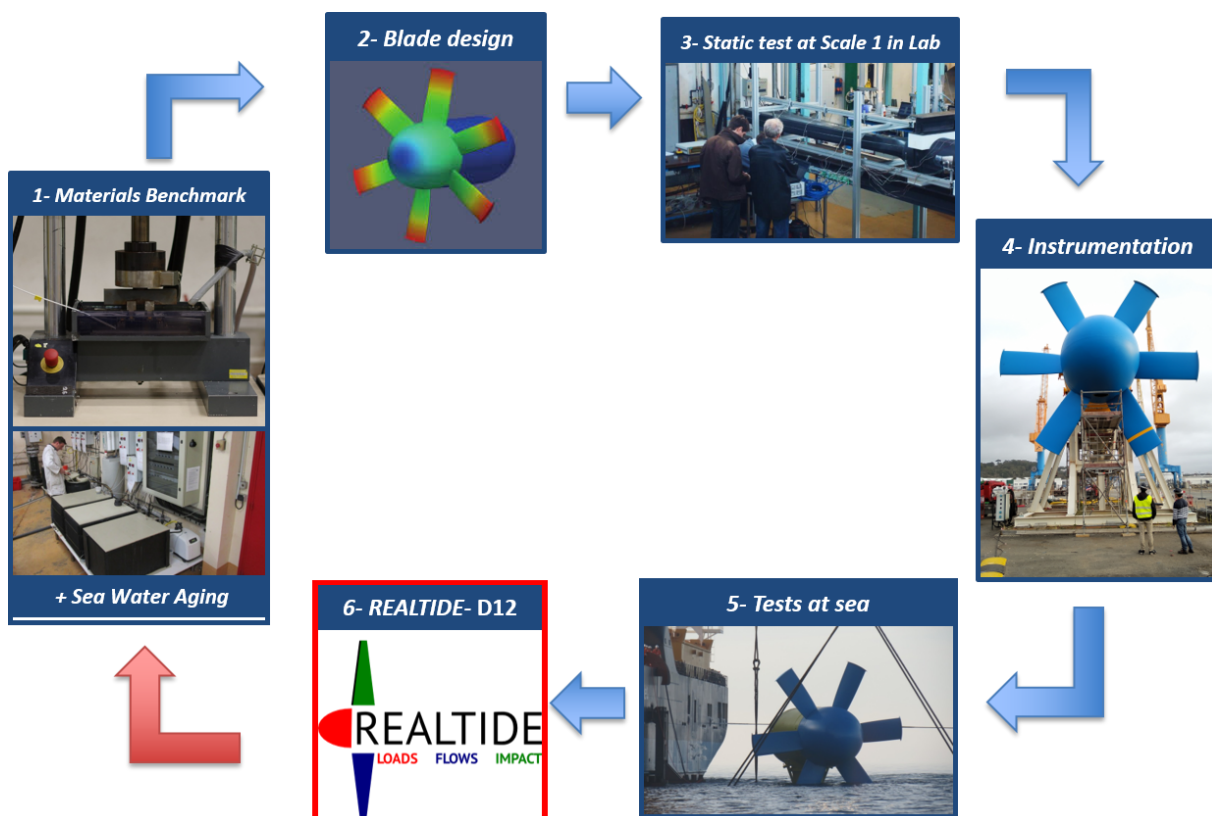 1- Materials Benchmark
+ Sea Water Aging
2- Blade design
3- Static test at Scale 1 in Lab
4- Instrumentation
5- Tests at sea
6- REALTIDE- D12
REALTIDE
LOADS FLOWS IMPACT